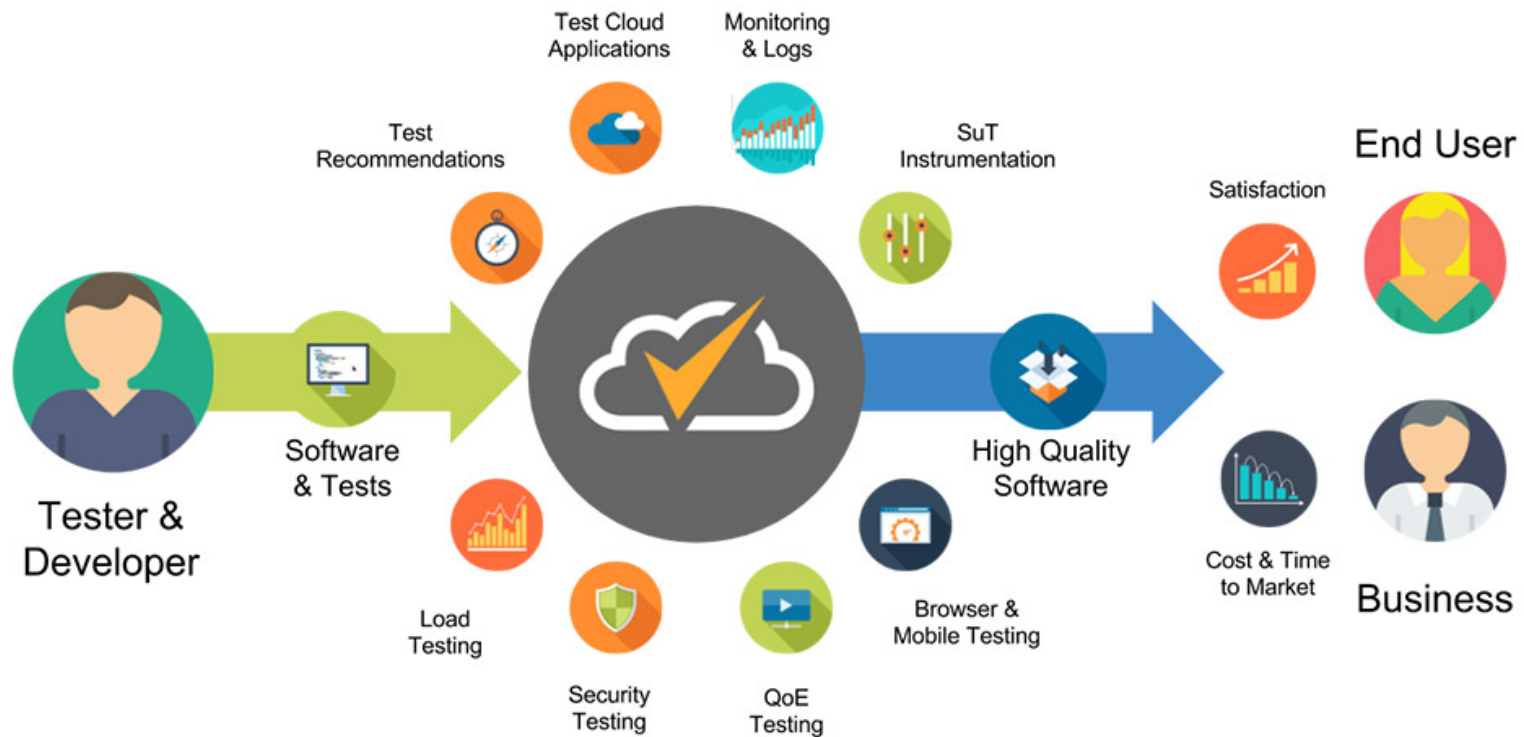 Test Cloud
Applications
Monitoring
& Logs
Test
Recommendations
SuT
Instrumentation
End User
Satisfaction
Software
& Tests
High Quality
Software
Tester &
Developer
Load
Testing
Security
Testing
QoE
Testing
Browser &
Mobile Testing
Cost & Time
to Market
Business